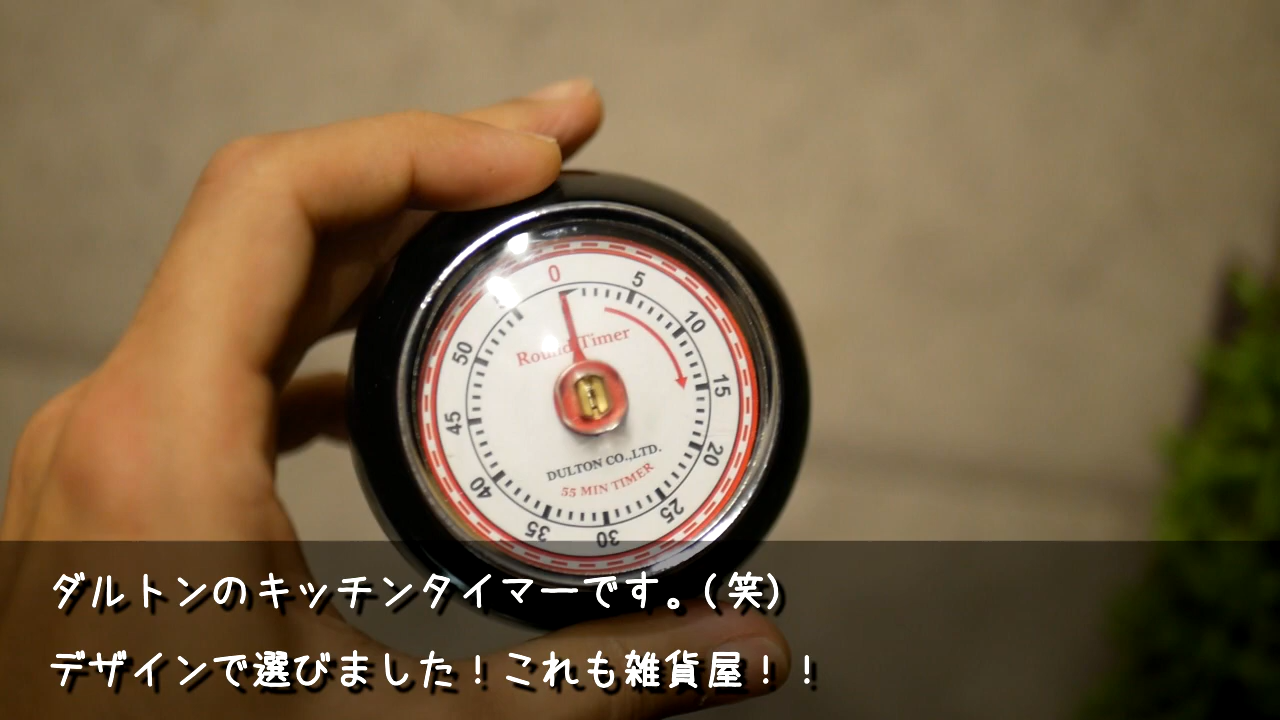 0
5
10
15
20
25
30
35
40
45
50
Round Timer
DULTON CO.,LTD.
55 MIN TIMER
ダルトンのキッチンタイマーです。(笑)
デザインで選びました!これも雑貨屋!!